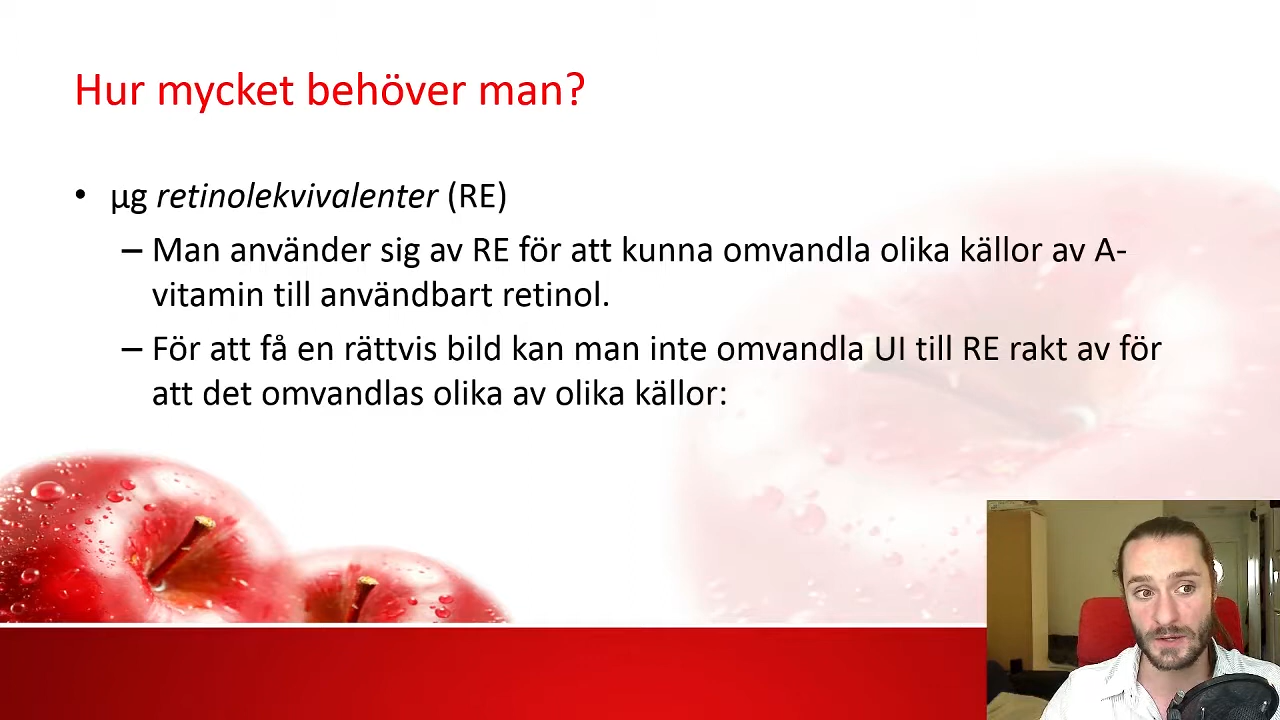 Hur mycket behöver man?
• µg retinolekvivalenter (RE)
– Man använder sig av RE för att kunna omvandla olika källor av A-
vitamin till användbart retinol.
– För att få en rättvis bild kan man inte omvandla UI till RE rakt av för
att det omvandlas olika av olika källor: